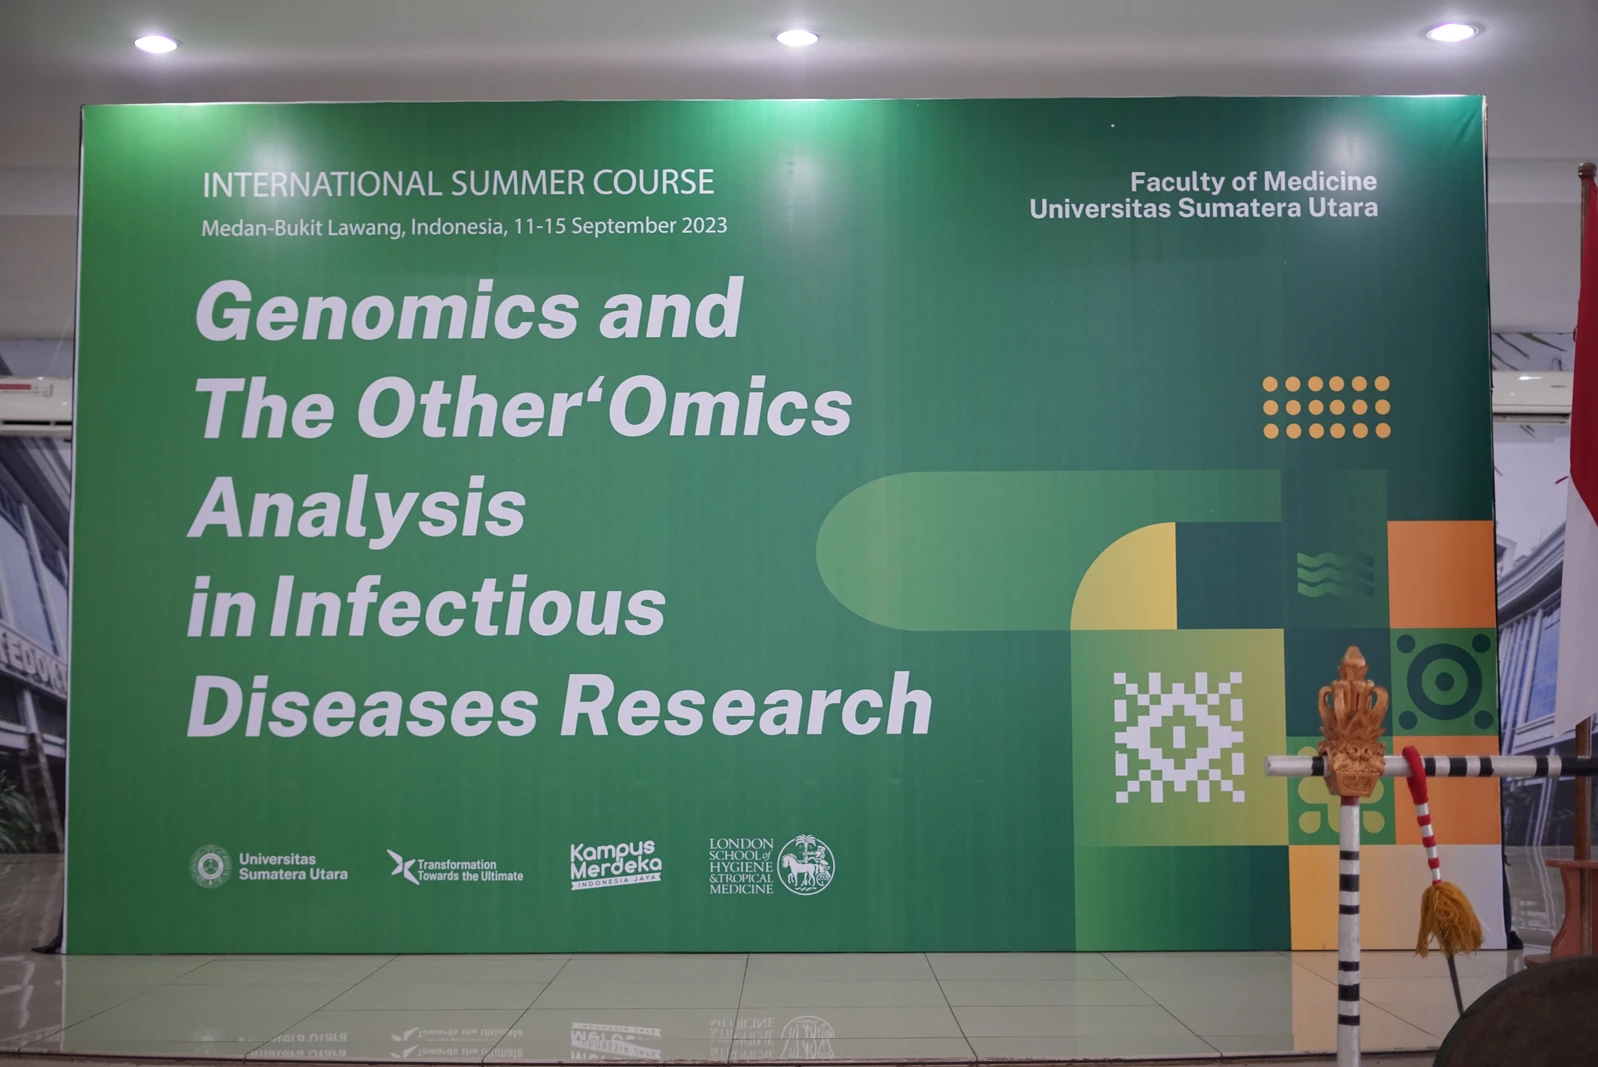 INTERNATIONAL SUMMER COURSE
Medan-Bukit Lawang, Indonesia, 11-15 September 2023
Faculty of Medicine
Universitas Sumatera Utara
Genomics and
The Other‘Omics
Analysis
in Infectious
Diseases Research
Universitas
Sumatera Utara
Transformation
Towards the Ultimate
Kampus
Merdeka
INDONESIA JAYA
LONDON
SCHOOL of
HYGIENE
& TROPICAL
MEDICINE